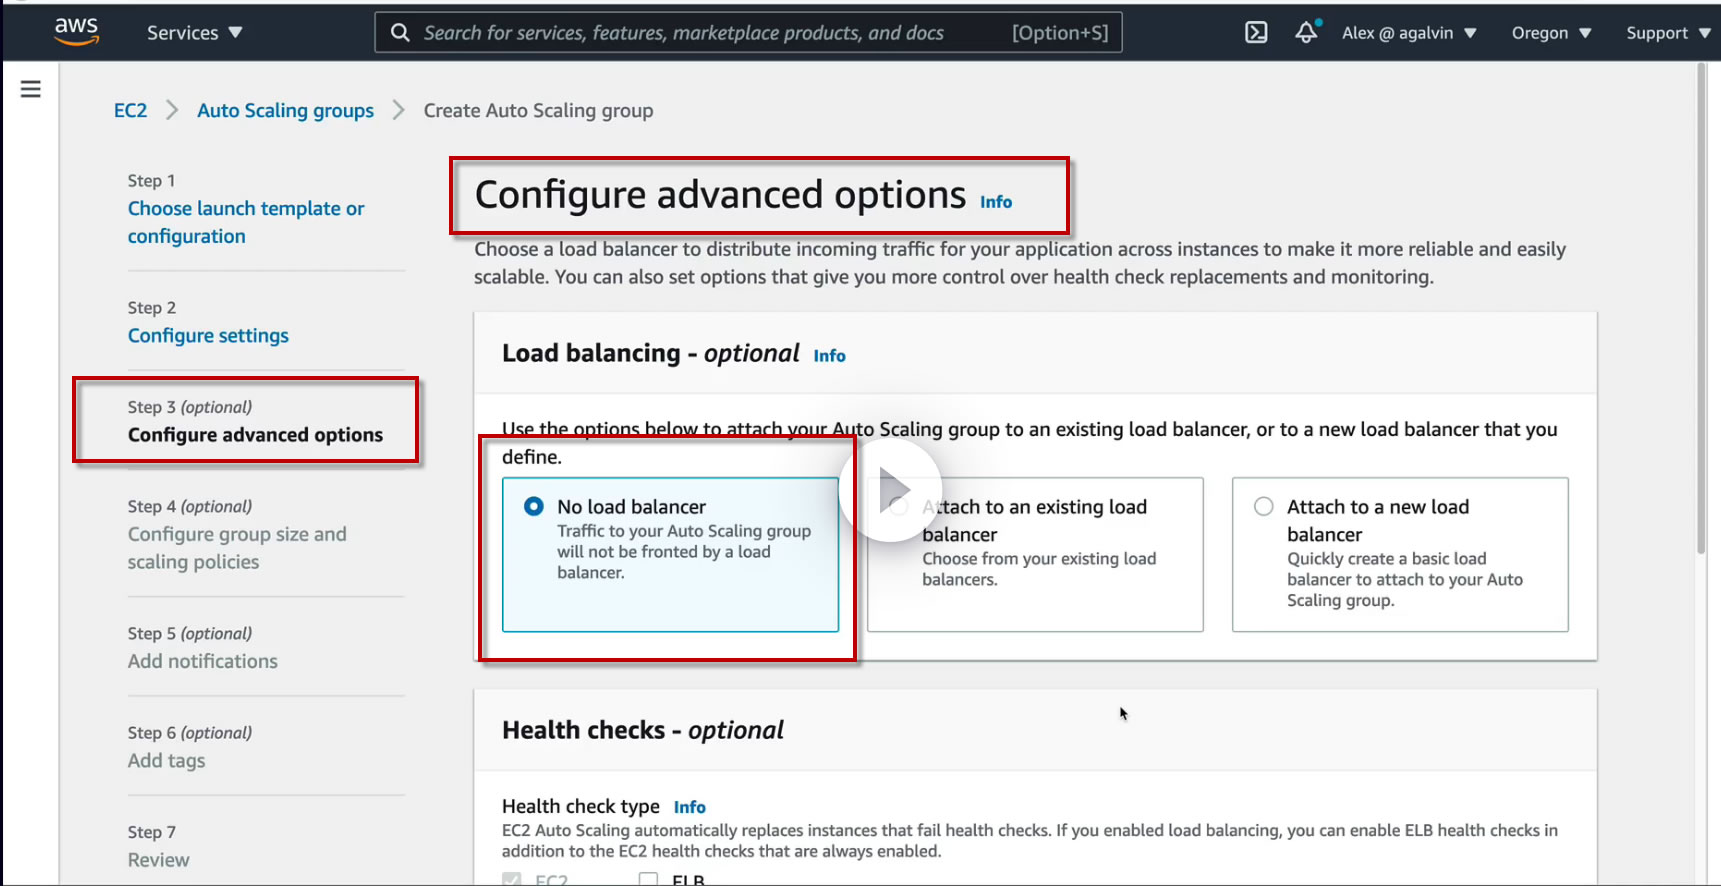 aws
Services
Search for services, features, marketplace products, and docs [Option+S]
Alex @ agalvin
Oregon
Support
EC2 Auto Scaling groups Create Auto Scaling group
Step 1
Choose launch template or
configuration
Step 2
Configure settings
Step 3 (optional)
Configure advanced options
Step 4 (optional)
Configure group size and
scaling policies
Step 5 (optional)
Add notifications
Step 6 (optional)
Add tags
Step 7
Review
Configure advanced options Info
Choose a load balancer to distribute incoming traffic for your application across instances to make it more reliable and easily
scalable. You can also set options that give you more control over health check replacements and monitoring.
Load balancing - optional Info
Use the options below to attach your Auto Scaling group to an existing load balancer, or to a new load balancer that you
define.
No load balancer
Traffic to your Auto Scaling group
will not be fronted by a load
balancer.
Attach to an existing load
balancer
Choose from your existing load
balancers.
Attach to a new load
balancer
Quickly create a basic load
balancer to attach to your Auto
Scaling group.
Health checks - optional
Health check type Info
EC2 Auto Scaling automatically replaces instances that fail health checks. If you enabled load balancing, you can enable ELB health checks in
addition to the EC2 health checks that are always enabled.
EC2 ELB